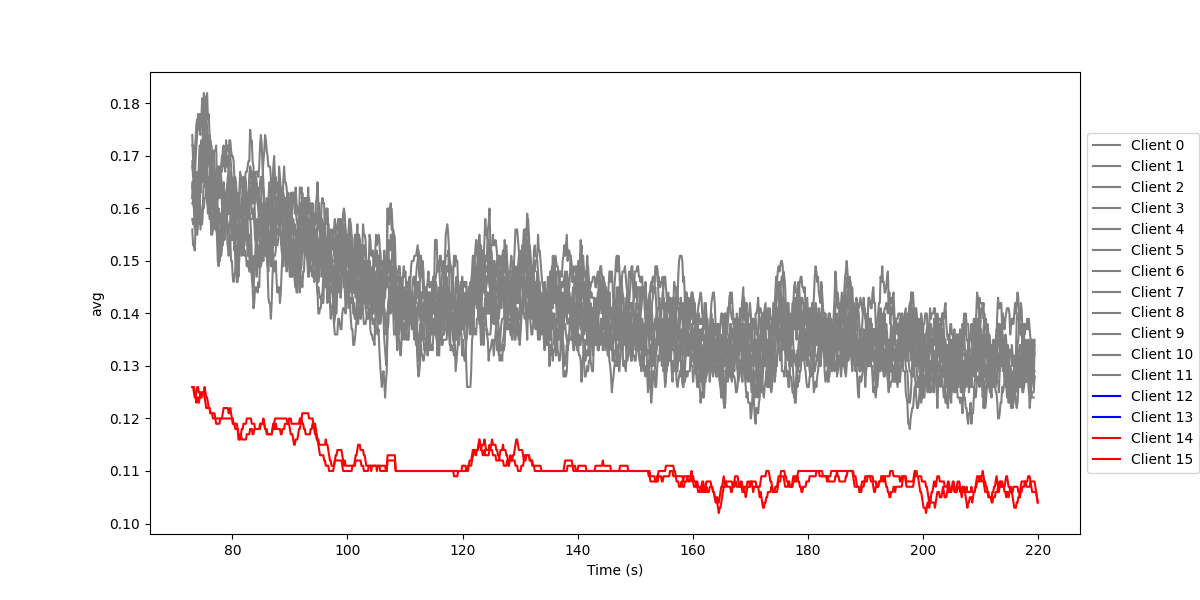 0.18
0.17
0.16
0.15
0.14
0.13
0.12
0.11
0.10
avg
80 100 120 140 160 180 200 220
Time (s)
Client 0
Client 1
Client 2
Client 3
Client 4
Client 5
Client 6
Client 7
Client 8
Client 9
Client 10
Client 11
Client 12
Client 13
Client 14
Client 15